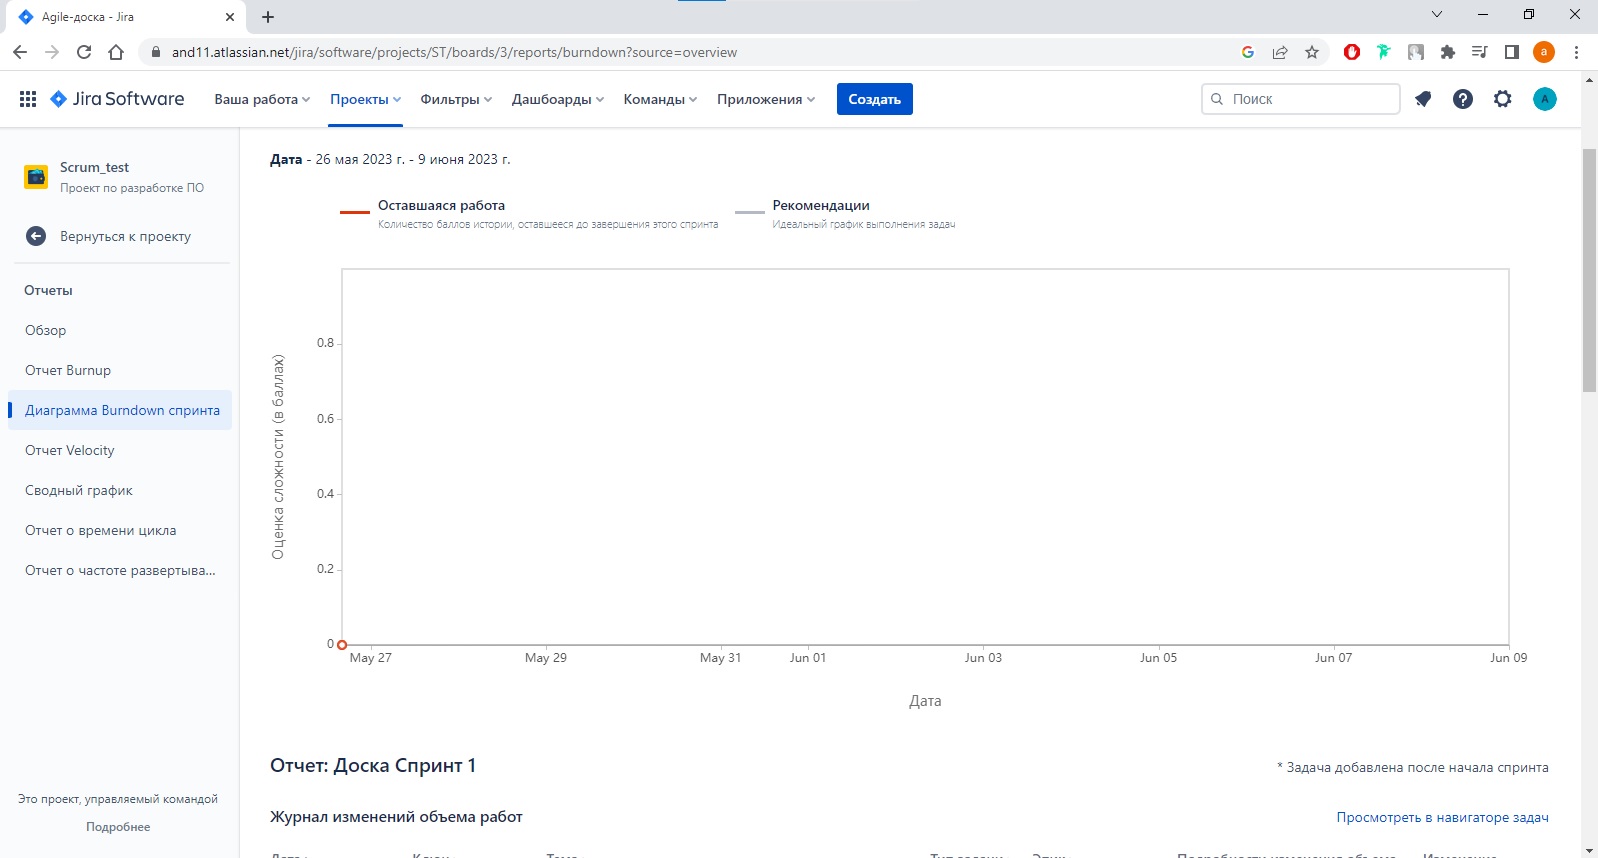 Agile-доска - Jira
and11.atlassian.net/jira/software/projects/ST/boards/3/reports/burndown?source=overview
a
Jira Software
Ваша работа
Проекты
Фильтры
Дашбоарды
Команды
Приложения
Создать
Поиск
A
Scrum_test
Проект по разработке ПО
Вернуться к проекту
Отчеты
Обзор
Отчет Burnup
Диаграмма Burndown спринта
Отчет Velocity
Сводный график
Отчет о времени цикла
Отчет о частоте развертыва...
Это проект, управляемый командой
Подробнее
Дата - 26 мая 2023 г. - 9 июня 2023 г.
Оставшаяся работа
Количество баллов истории, оставшееся до завершения этого спринта
Рекомендации
Идеальный график выполнения задач
Оценка сложности (в баллах)
0.8
0.6
0.4
0.2
0
May 27
May 29
May 31
Jun 01
Jun 03
Jun 05
Jun 07
Jun 09
Дата
Отчет: Доска Спринт 1
* Задача добавлена после начала спринта
Журнал изменений объема работ
Просмотреть в навигаторе задач